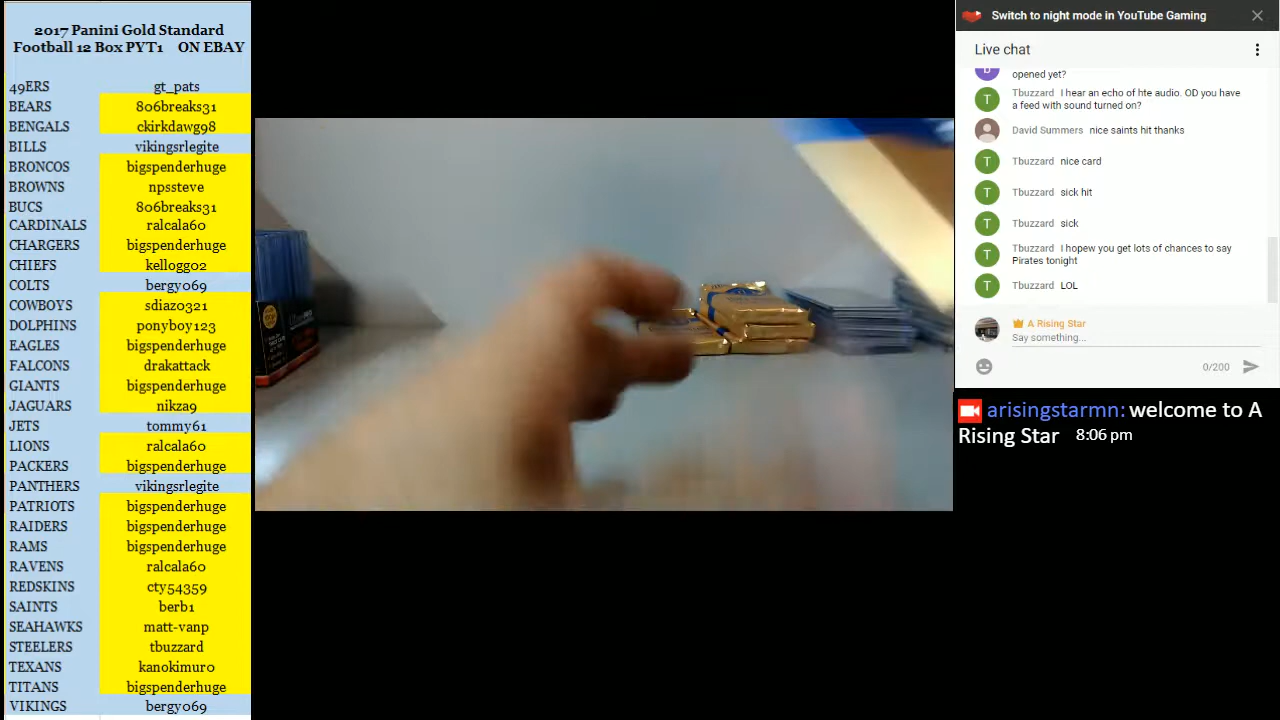 2017 Panini Gold Standard
Football 12 Box PYT1 ON EBAY
49ERS gt_pats
BEARS 806breaks31
BENGALS ckirkdawg98
BILLS vikingsrlegite
BRONCOS bigspenderhuge
BROWNS npssteve
BUCS 806breaks31
CARDINALS ralcala60
CHARGERS bigspenderhuge
CHIEFS kellogg02
COLTS bergy069
COWBOYS sdiazo321
DOLPHINS ponyboy123
EAGLES bigspenderhuge
FALCONS drakattack
GIANTS bigspenderhuge
JAGUARS nikza9
JETS tommy61
LIONS ralcala60
PACKERS bigspenderhuge
PANTHERS vikingsrlegite
PATRIOTS bigspenderhuge
RAIDERS bigspenderhuge
RAMS bigspenderhuge
RAVENS ralcala60
REDSKINS cty54359
SAINTS berb1
SEAHAWKS matt-vanp
STEELERS tbuzzard
TEXANS kanokimuro
TITANS bigspenderhuge
VIKINGS bergy069
Switch to night mode in YouTube Gaming
Live chat
opened yet?
T Tbuzzard I hear an echo of hte audio. OD you have
a feed with sound turned on?
David Summers nice saints hit thanks
T Tbuzzard nice card
T Tbuzzard sick hit
T Tbuzzard sick
T Tbuzzard I hopew you get lots of chances to say
Pirates tonight
T Tbuzzard LOL
A Rising Star
Say something...
0/200
arisingstarmn: welcome to A
Rising Star 8:06 pm